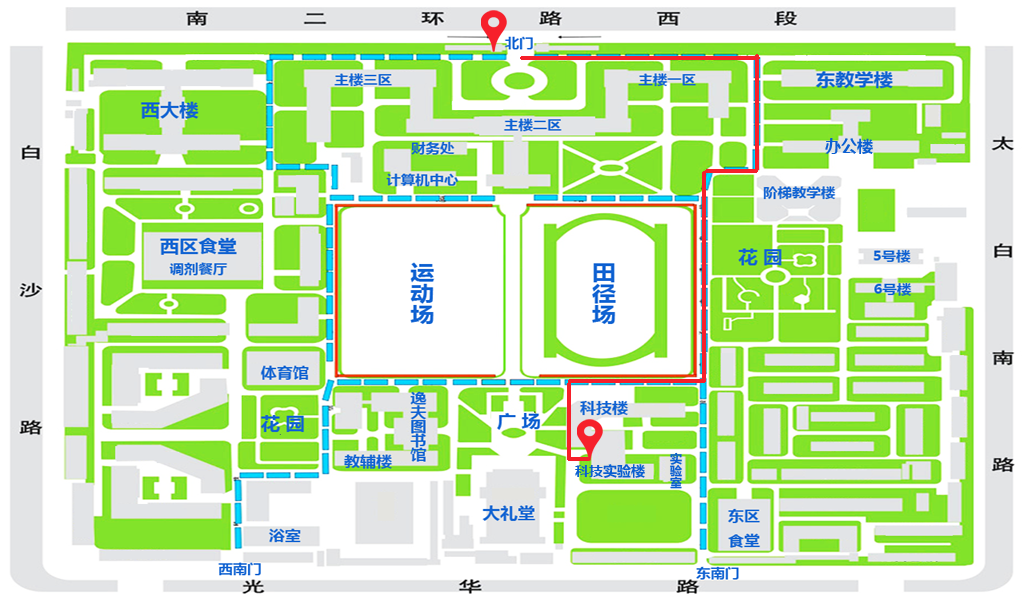 南二环路西段
北门
主楼三区
主楼一区
东教学楼
西大楼
主楼二区
财务处
办公楼
计算机中心
阶梯教学楼
白沙路
太白南路
西区食堂
调剂餐厅
运动场
田径场
花园
5号楼
6号楼
体育馆
花园
逸夫图书馆
教辅楼
广场
科技楼
科技实验楼
实验室
大礼堂
浴室
东区
食堂
西南门
东南门
光华路